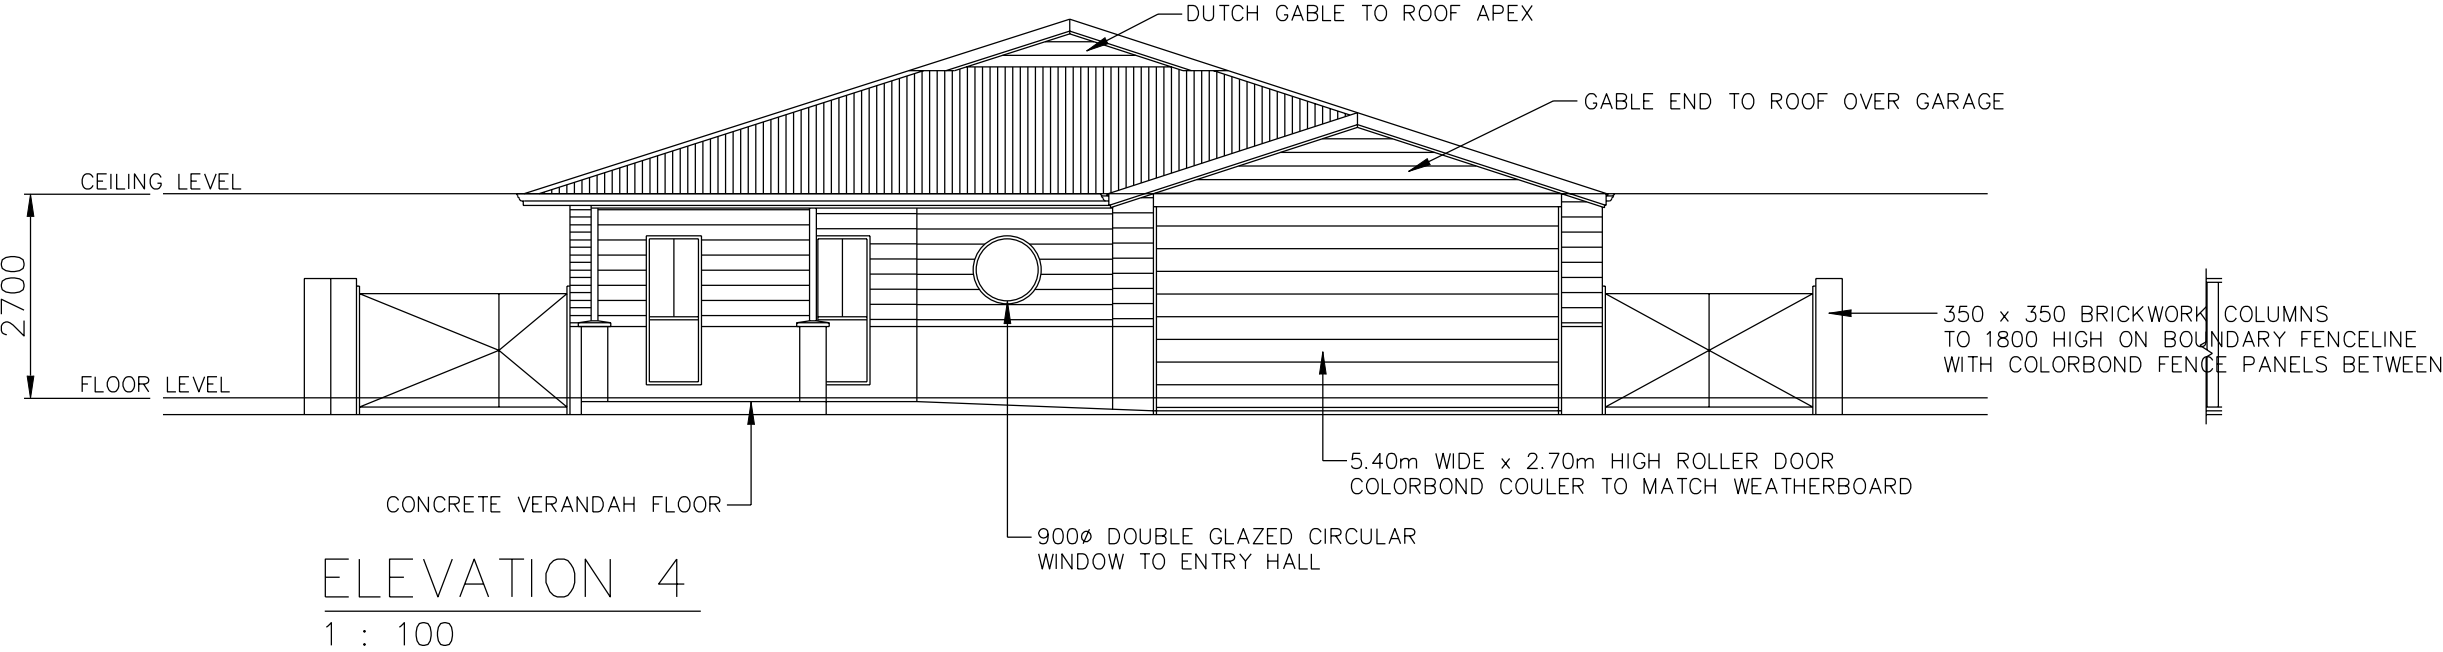 DUTCH GABLE TO ROOF APEX
GABLE END TO ROOF OVER GARAGE
CEILING LEVEL
2700
350 x 350 BRICKWORK COLUMNS
TO 1800 HIGH ON BOUNDARY FENCELINE
WITH COLORBOND FENCE PANELS BETWEEN
FLOOR LEVEL
5.40m WIDE x 2.70m HIGH ROLLER DOOR
COLORBOND COULER TO MATCH WEATHERBOARD
CONCRETE VERANDAH FLOOR
900ø DOUBLE GLAZED CIRCULAR
WINDOW TO ENTRY HALL
ELEVATION 4
1 : 100